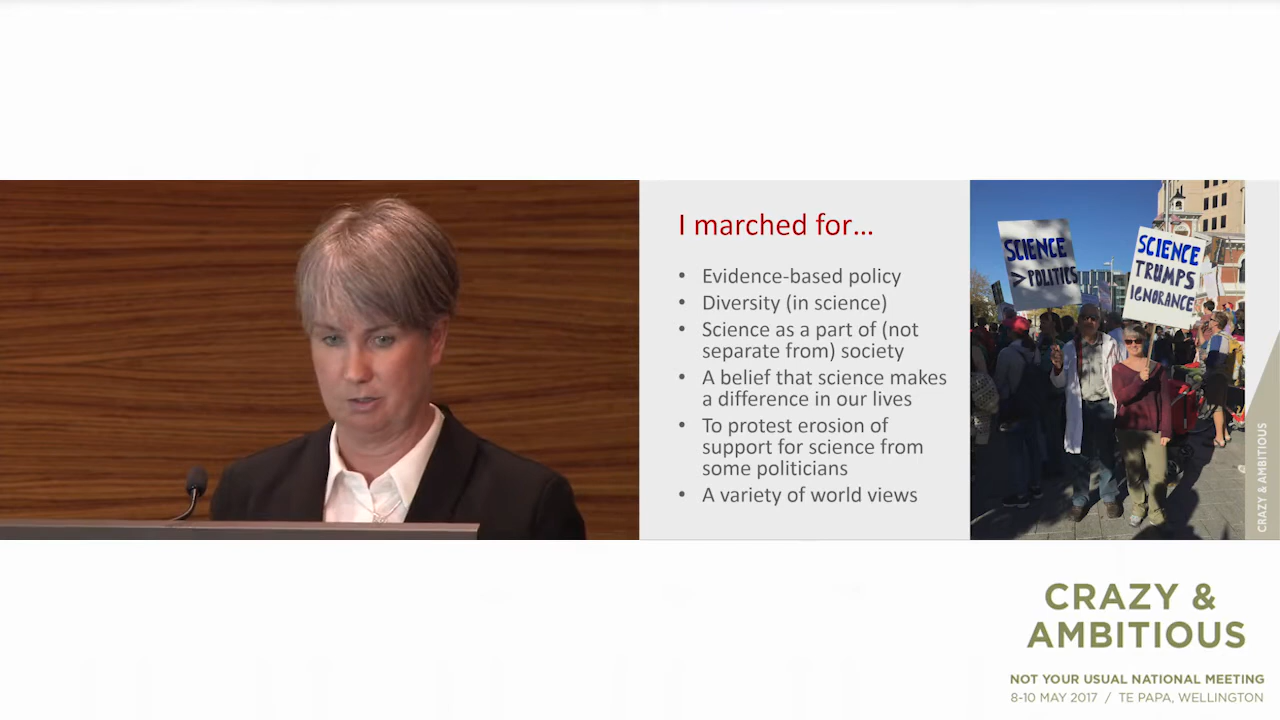 I marched for...
• Evidence-based policy
• Diversity (in science)
• Science as a part of (not
separate from) society
• A belief that science makes
a difference in our lives
• To protest erosion of
support for science from
some politicians
• A variety of world views
SCIENCE
> POLITICS
SCIENCE
TRUMPS
IGNORANCE
CRAZY & AMBITIOUS
CRAZY &
AMBITIOUS
NOT YOUR USUAL NATIONAL MEETING
8-10 MAY 2017 / TE PAPA, WELLINGTON